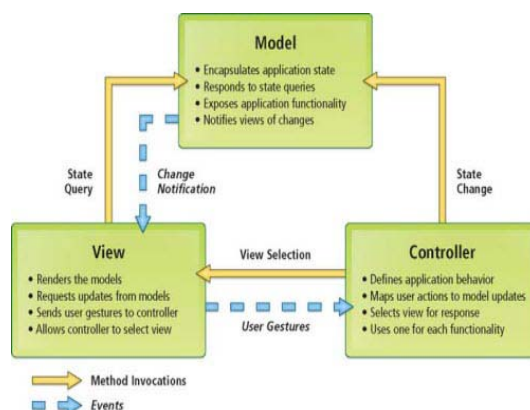 Model
• Encapsulates application state
• Responds to state queries
• Exposes application functionality
• Notifies views of changes
State
Query
Change
Notification
State
Change
View
• Renders the models
• Requests updates from models
• Sends user gestures to controller
• Allows controller to select view
View Selection
User Gestures
Controller
• Defines application behavior
• Maps user actions to model updates
• Selects view for response
• Uses one for each functionality
Method Invocations
Events